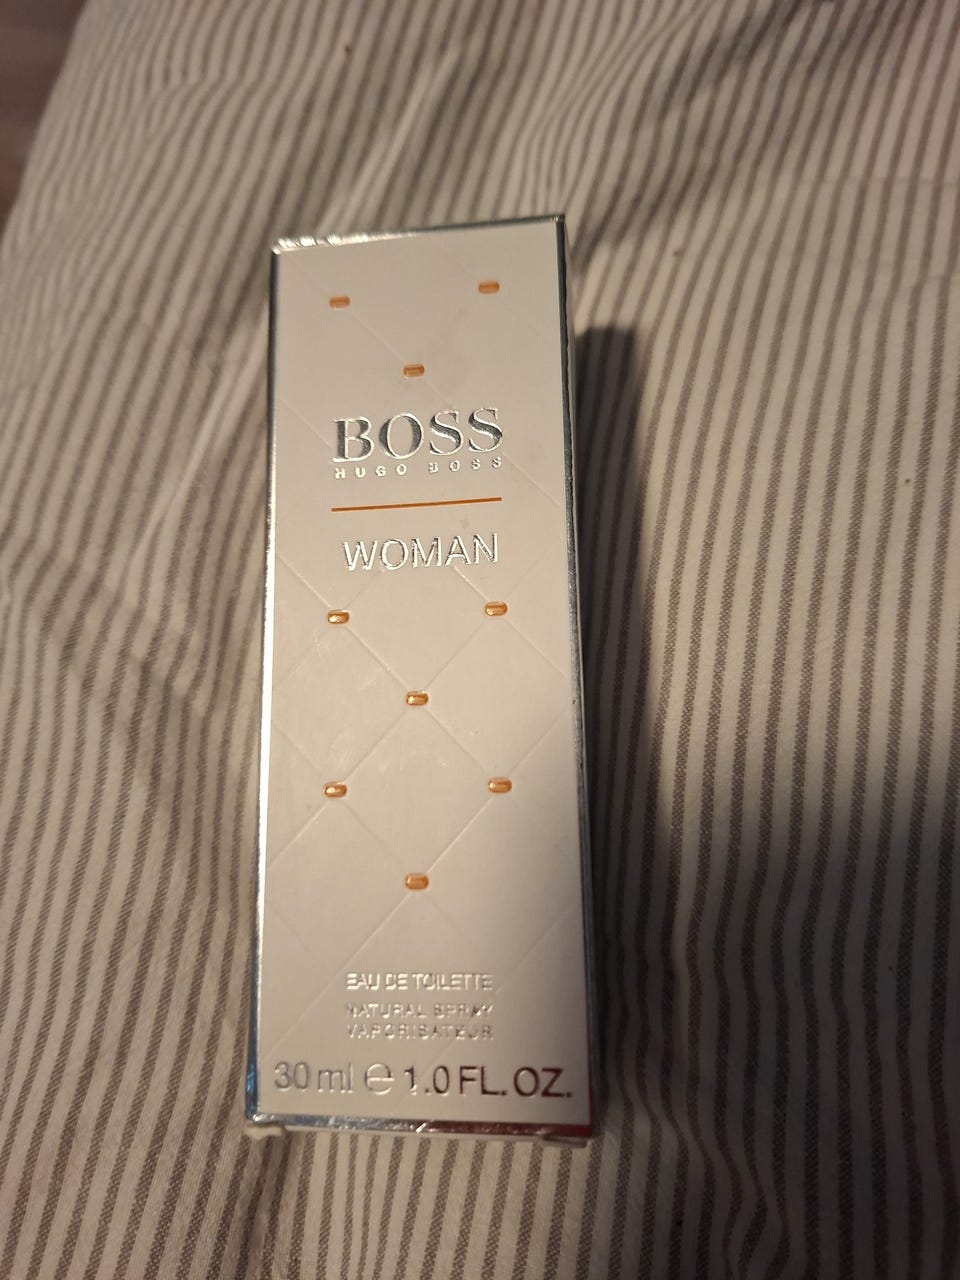 BOSS
HUGO BOSS
WOMAN
EAU DE TOILETTE
NATURAL SPRAY
VAPORISATEUR
30 ml ℮ 1.0 FL. OZ.